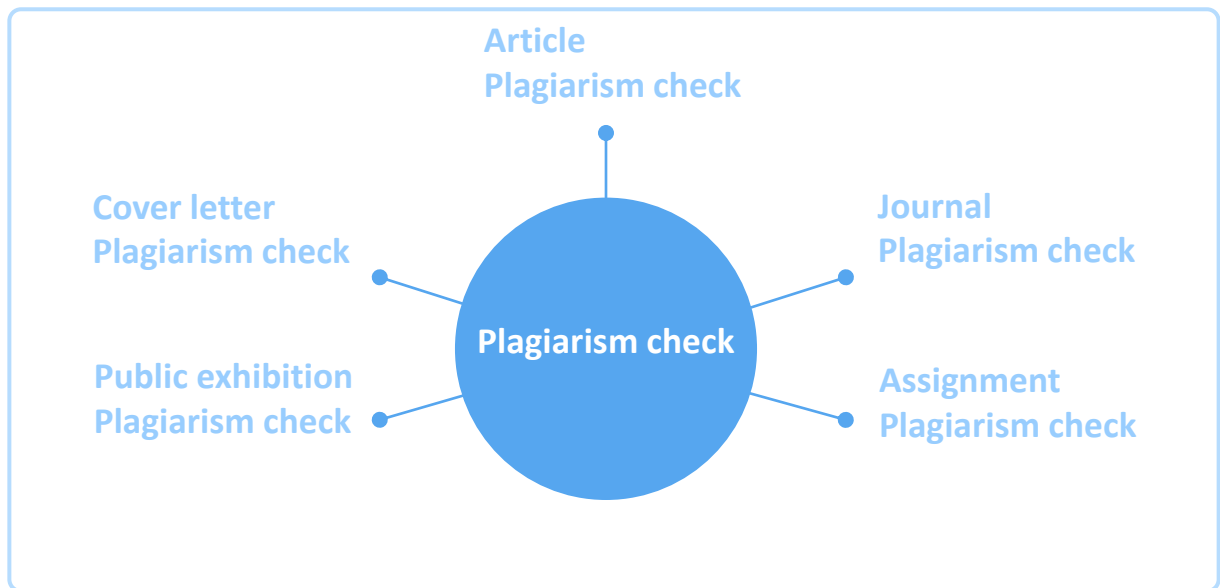 Article
Plagiarism check
Cover letter
Plagiarism check
Journal
Plagiarism check
Plagiarism check
Public exhibition
Plagiarism check
Assignment
Plagiarism check